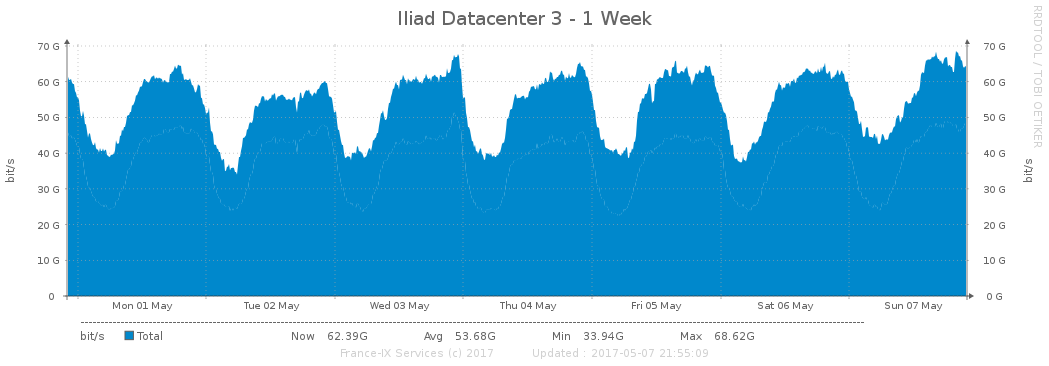 Iliad Datacenter 3 - 1 Week
RRDTOOL / TOBI OETIKER
70 G 70 G
60 G 60 G
50 G 50 G
40 G 40 G
30 G 30 G
20 G 20 G
10 G 10 G
0 0 G
bit/s bit/s
Mon 01 May Tue 02 May Wed 03 May Thu 04 May Fri 05 May Sat 06 May Sun 07 May
bit/s Total Now 62.39G Avg 53.68G Min 33.94G Max 68.62G
France-IX Services (c) 2017 Updated : 2017-05-07 21:55:09